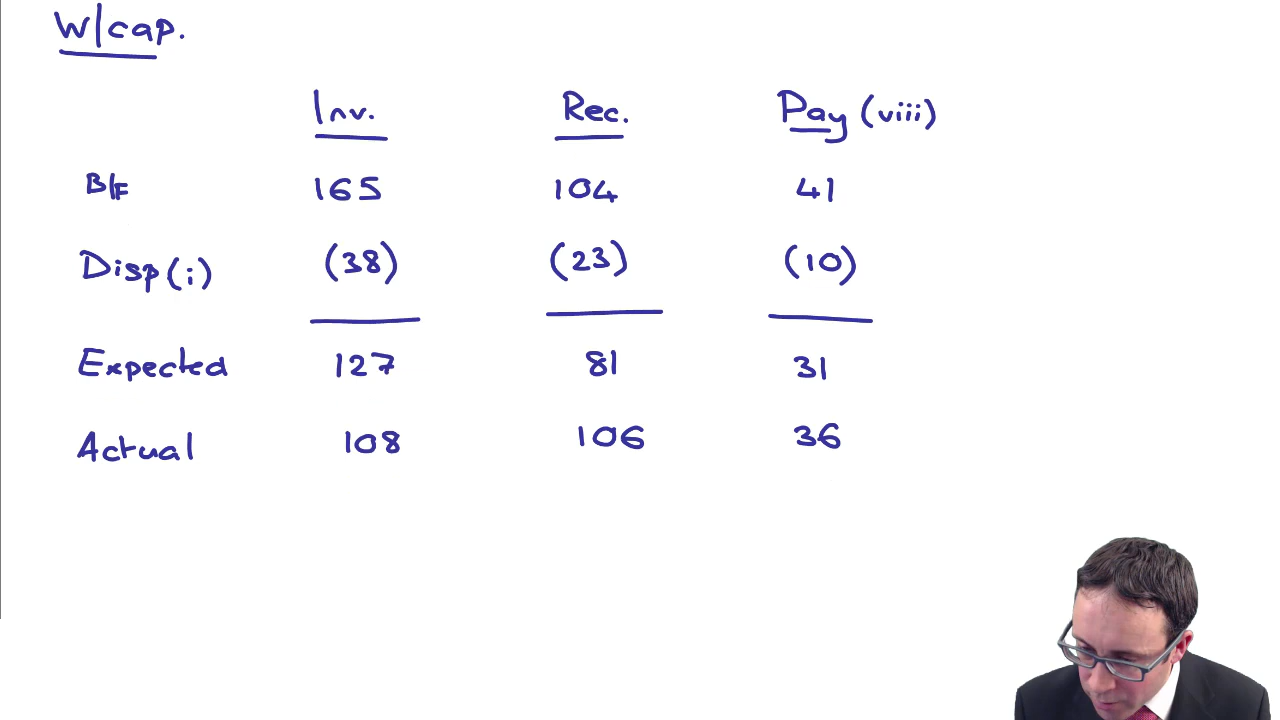 W/cap.
Inv. Rec. Pay (viii)
B/F 165 104 41
Disp (i) (38) (23) (10)
Expected 127 81 31
Actual 108 106 36